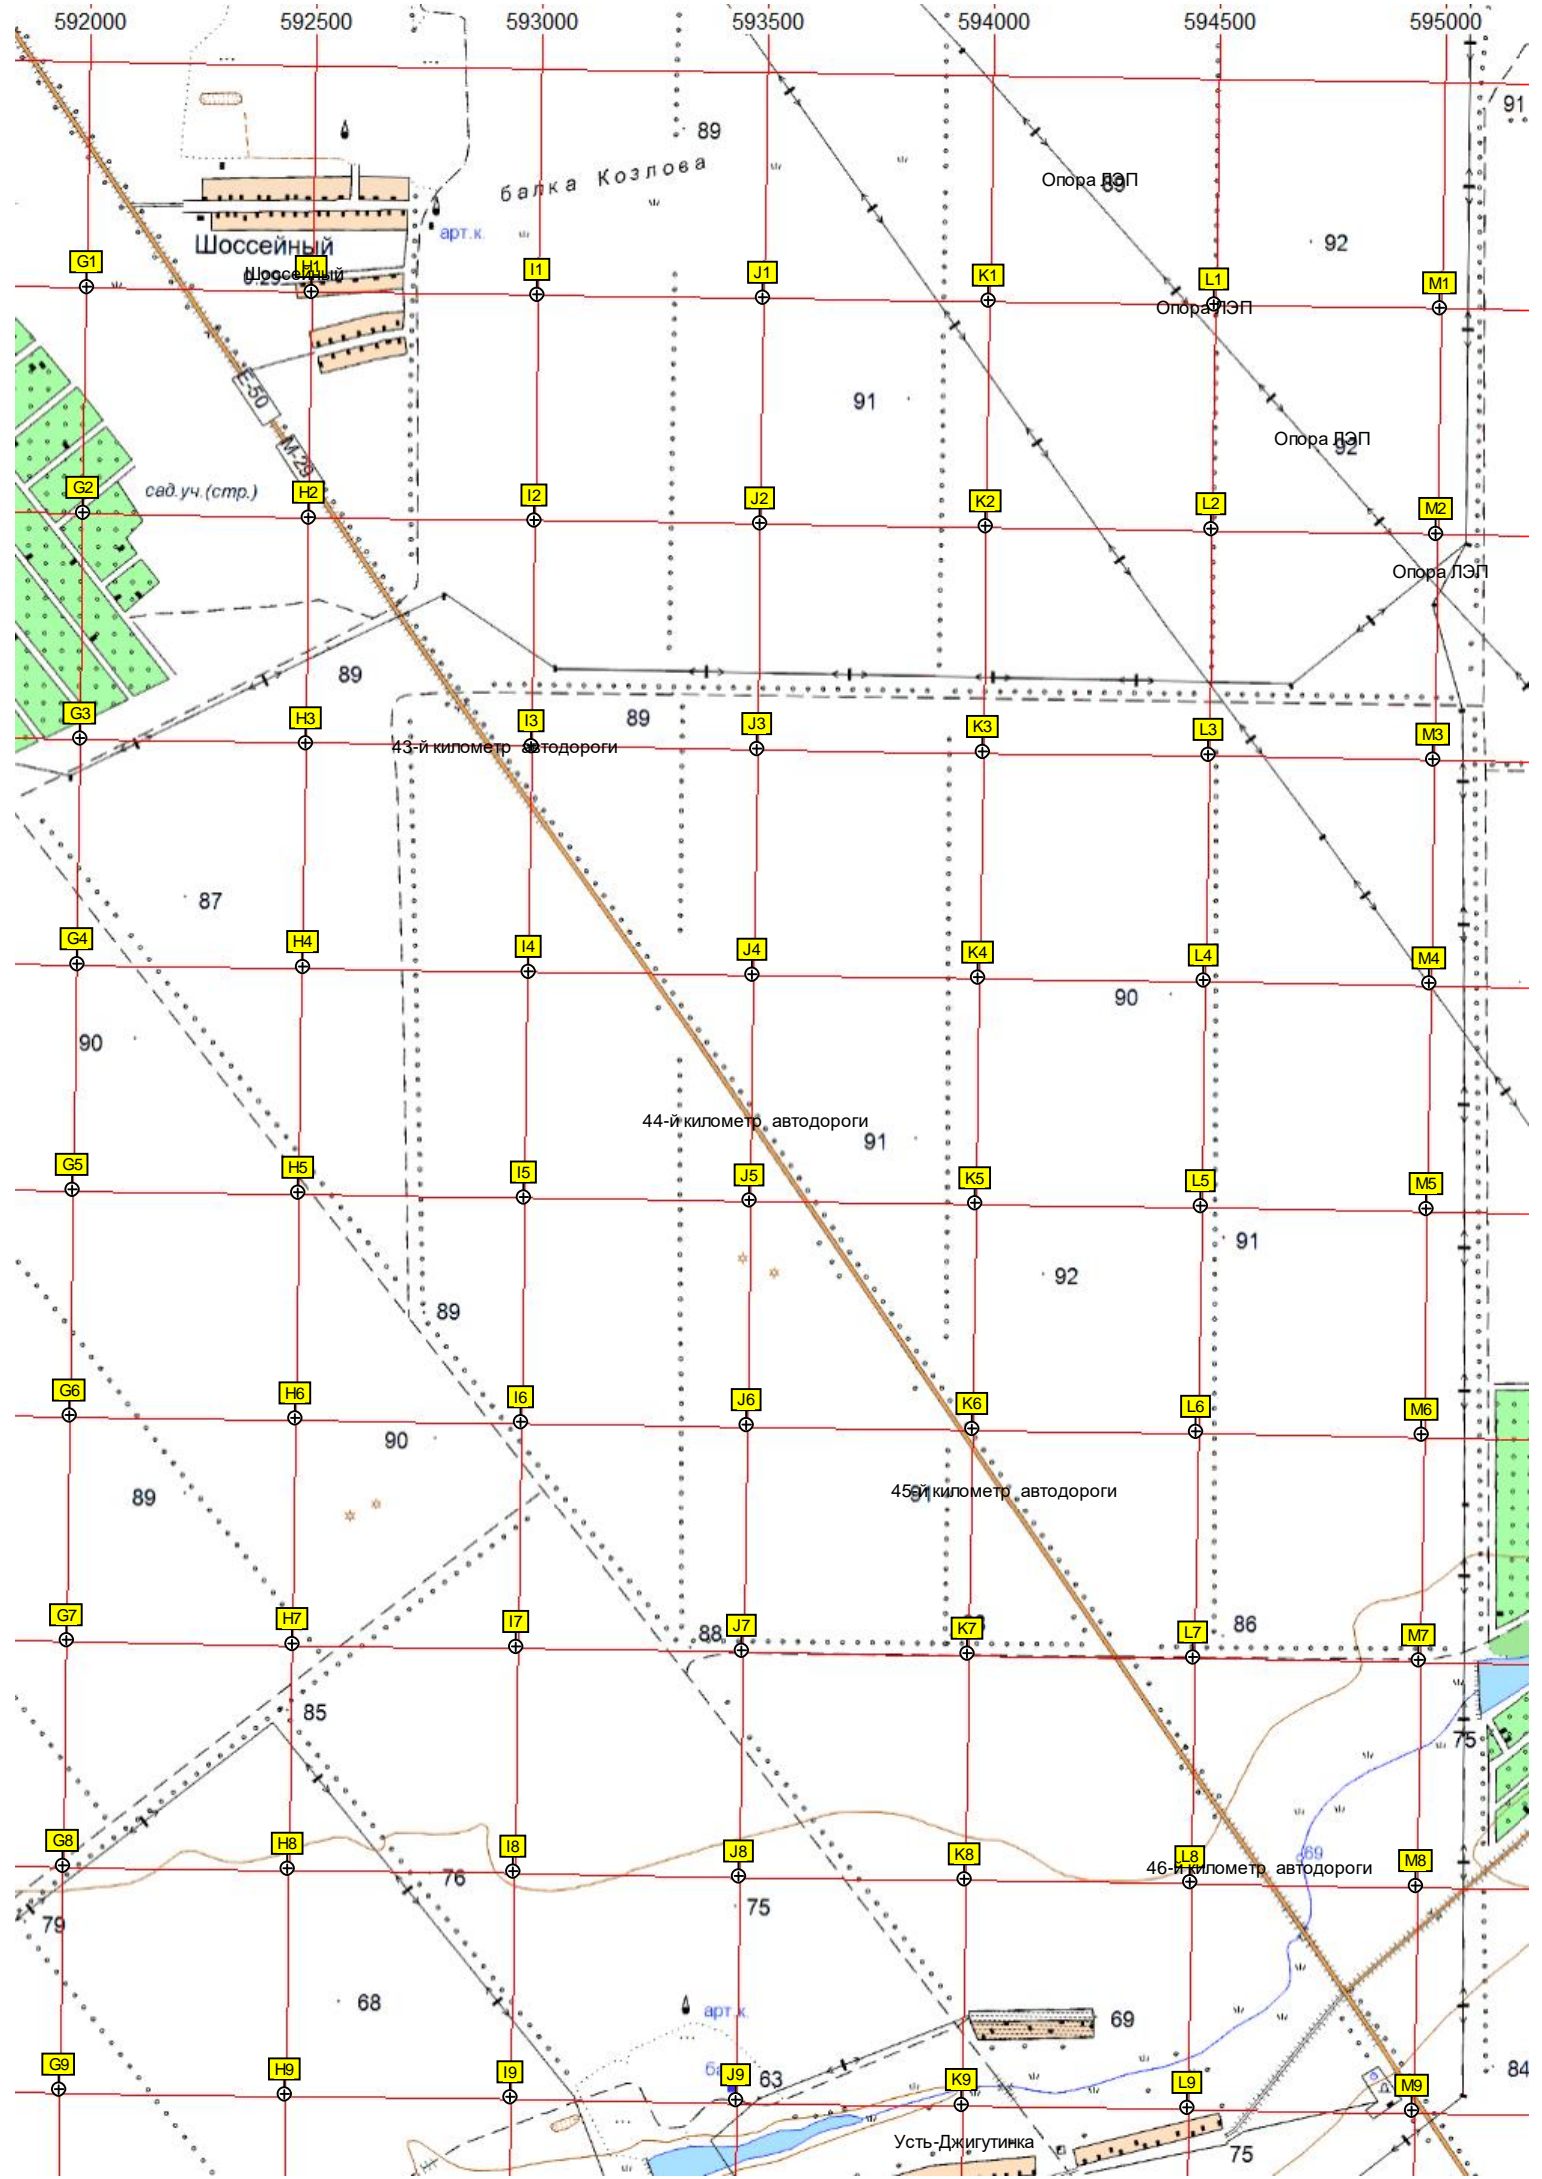 592000 592500 593000 593500 594000 594500 595000
91
89
балка Козлова
Опора ЛЭП
92
арт.к.
Шоссейный
Шоссейный
G1 H1 I1 J1 K1 L1 M1
Опора ЛЭП
E-50
91
M-29
Опора ЛЭП
92
сад.уч.(стр.)
G2 H2 I2 J2 K2 L2 M2
Опора ЛЭП
89
89
G3 H3 I3 J3 K3 L3 M3
43-й километр автодороги
87
G4 H4 I4 J4 K4 L4 M4
90
90
44-й километр автодороги
91
G5 H5 I5 J5 K5 L5 M5
91
92
89
G6 H6 I6 J6 K6 L6 M6
90
89
45-й километр автодороги
91
G7 H7 I7 J7 K7 L7 M7
88
86
85
75
G8 H8 I8 J8 K8 L8 M8
69
46-й километр автодороги
76
75
79
68
арт.к.
69
G9 H9 I9 J9 K9 L9 M9
63
84
Усть-Джигутинка
75